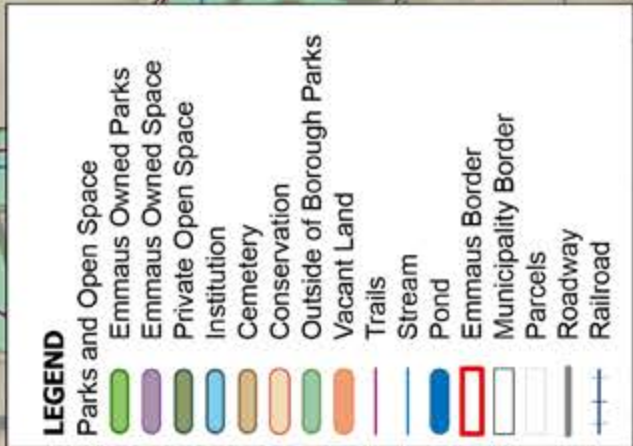 LEGEND
Parks and Open Space
Emmaus Owned Parks
Emmaus Owned Space
Private Open Space
Institution
Cemetery
Conservation
Outside of Borough Parks
Vacant Land
Trails
Stream
Pond
Emmaus Border
Municipality Border
Parcels
Roadway
Railroad